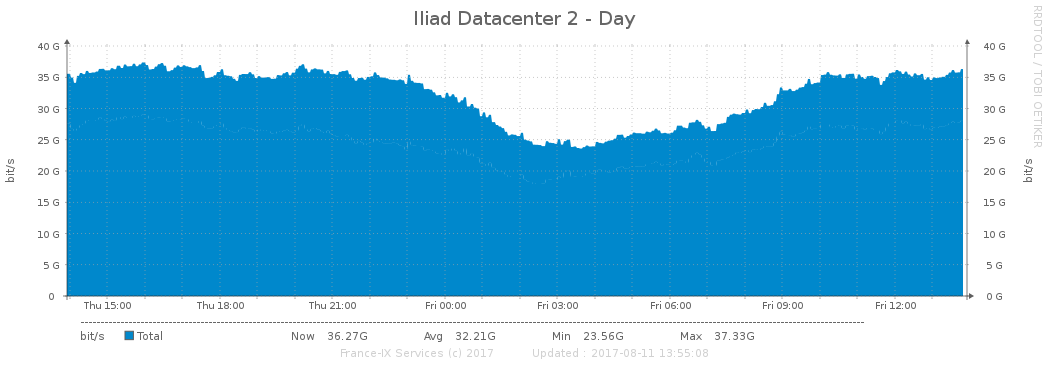 Iliad Datacenter 2 - Day
RRDTOOL / TOBI OETIKER
40 G 40 G
35 G 35 G
30 G 30 G
25 G 25 G
20 G 20 G
15 G 15 G
10 G 10 G
5 G 5 G
0 0 G
bit/s bit/s
Thu 15:00 Thu 18:00 Thu 21:00 Fri 00:00 Fri 03:00 Fri 06:00 Fri 09:00 Fri 12:00
bit/s Total Now 36.27G Avg 32.21G Min 23.56G Max 37.33G
France-IX Services (c) 2017 Updated : 2017-08-11 13:55:08